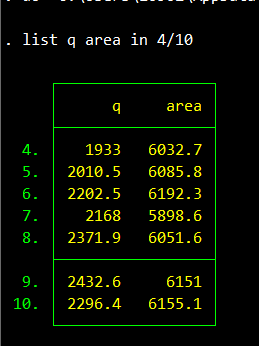 . list q area in 4/10
q area
4. 1933 6032.7
5. 2010.5 6085.8
6. 2202.5 6192.3
7. 2168 5898.6
8. 2371.9 6051.6
9. 2432.6 6151
10. 2296.4 6155.1